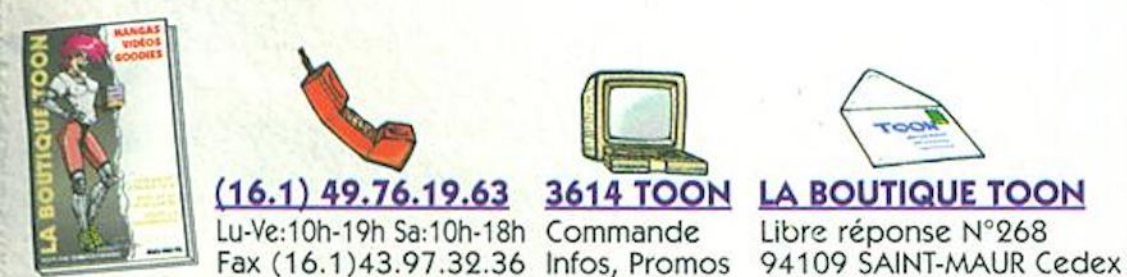 LA BOUTIQUE TOON
MANGAS
VIDÉOS
GOODIES
TOON
(16.1) 49.76.19.63
Lu-Ve:10h-19h Sa:10h-18h
Fax (16.1)43.97.32.36
3614 TOON
Commande
Infos, Promos
LA BOUTIQUE TOON
Libre réponse N°268
94109 SAINT-MAUR Cedex